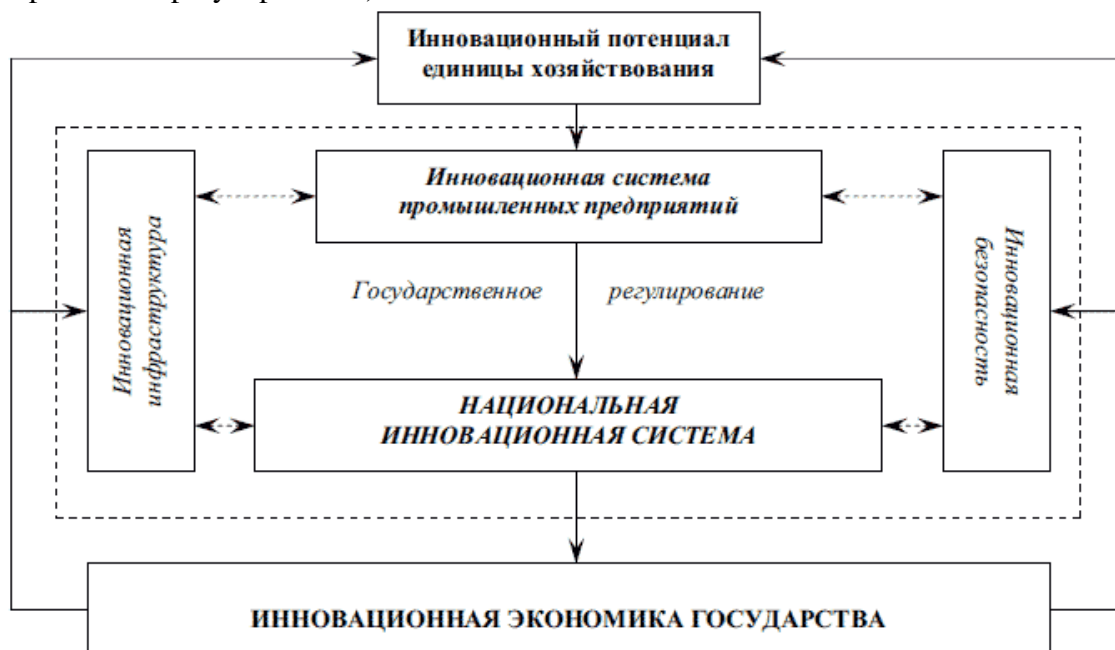 Инновационный потенциал
единицы хозяйствования
Инновационная система
промышленных предприятий
Инновационная
инфраструктура
Государственное регулирование
Инновационная
безопасность
НАЦИОНАЛЬНАЯ
ИННОВАЦИОННАЯ СИСТЕМА
ИННОВАЦИОННАЯ ЭКОНОМИКА ГОСУДАРСТВА